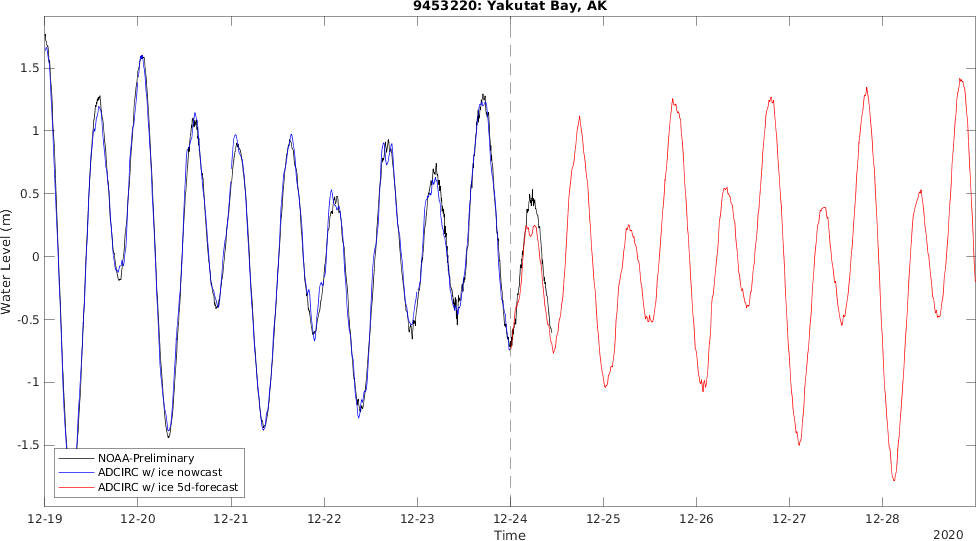 9453220: Yakutat Bay, AK
Water Level (m)
1.5
1
0.5
0
-0.5
-1
-1.5
NOAA-Preliminary
ADCIRC w/ ice nowcast
ADCIRC w/ ice 5d-forecast
12-19 12-20 12-21 12-22 12-23 12-24 12-25 12-26 12-27 12-28
Time
2020